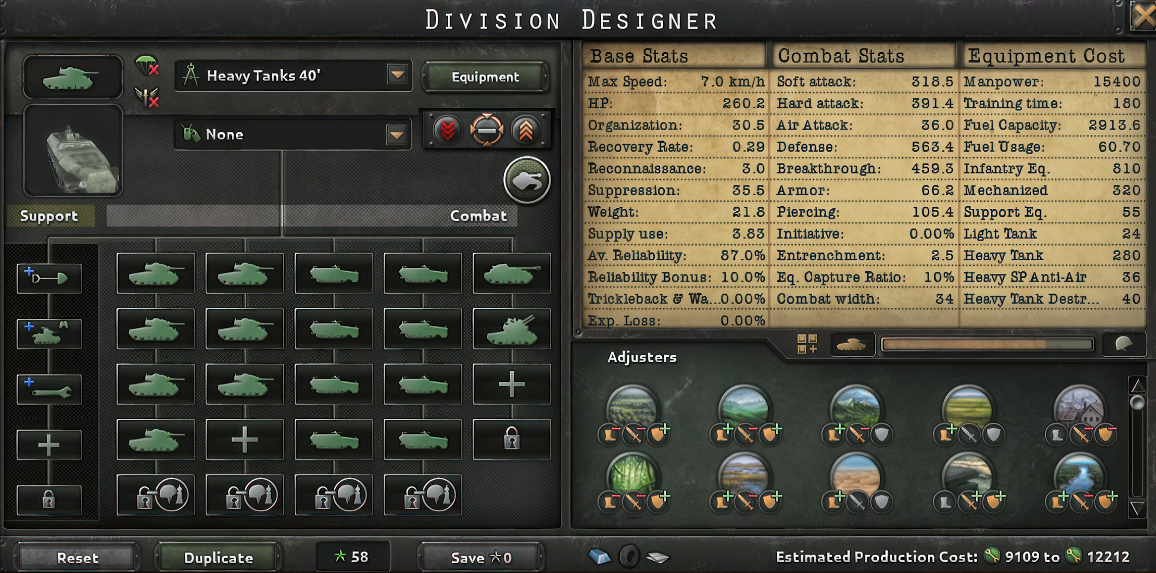 Division Designer
Heavy Tanks 40'
Equipment
None
Support
Combat
Reset
Duplicate
58
Save 0
Base Stats
Max Speed: 7.0 km/h
HP: 260.2
Organization: 30.5
Recovery Rate: 0.29
Reconnaissance: 3.0
Suppression: 35.5
Weight: 21.8
Supply use: 3.83
Av. Reliability: 87.0%
Reliability Bonus: 10.0%
Trickleback & Wa...0.00%
Exp. Loss: 0.00%
Combat Stats
Soft attack: 318.5
Hard attack: 391.4
Air Attack: 36.0
Defense: 563.4
Breakthrough: 459.3
Armor: 66.2
Piercing: 105.4
Initiative: 0.00%
Entrenchment: 2.5
Eq. Capture Ratio: 10%
Combat width: 34
Equipment Cost
Manpower: 15400
Training time: 180
Fuel Capacity: 2913.6
Fuel Usage: 60.70
Infantry Eq. 810
Mechanized 320
Support Eq. 55
Light Tank 24
Heavy Tank 280
Heavy SP Anti-Air 36
Heavy Tank Destr... 40
Adjusters
Estimated Production Cost: 9109 to 12212